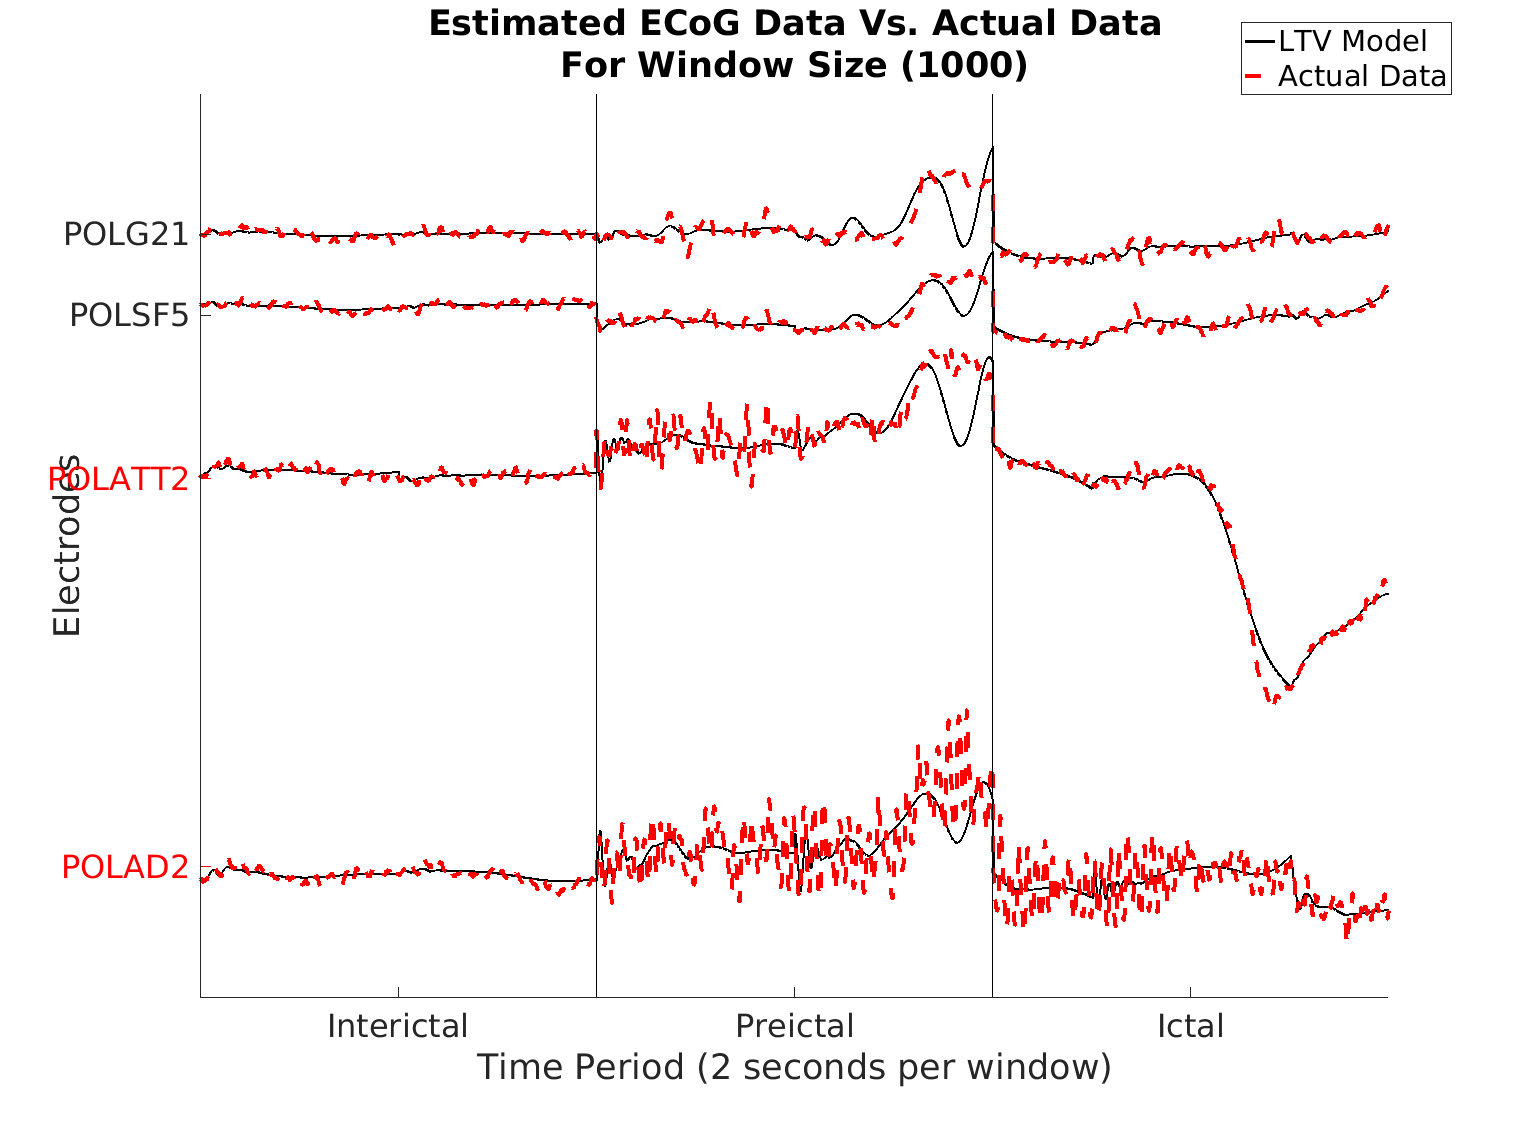 Estimated ECoG Data Vs. Actual Data
For Window Size (1000)
LTV Model
Actual Data
POLG21
POLSF5
POLATT2
POLAD2
Electrodes
Interictal
Preictal
Ictal
Time Period (2 seconds per window)